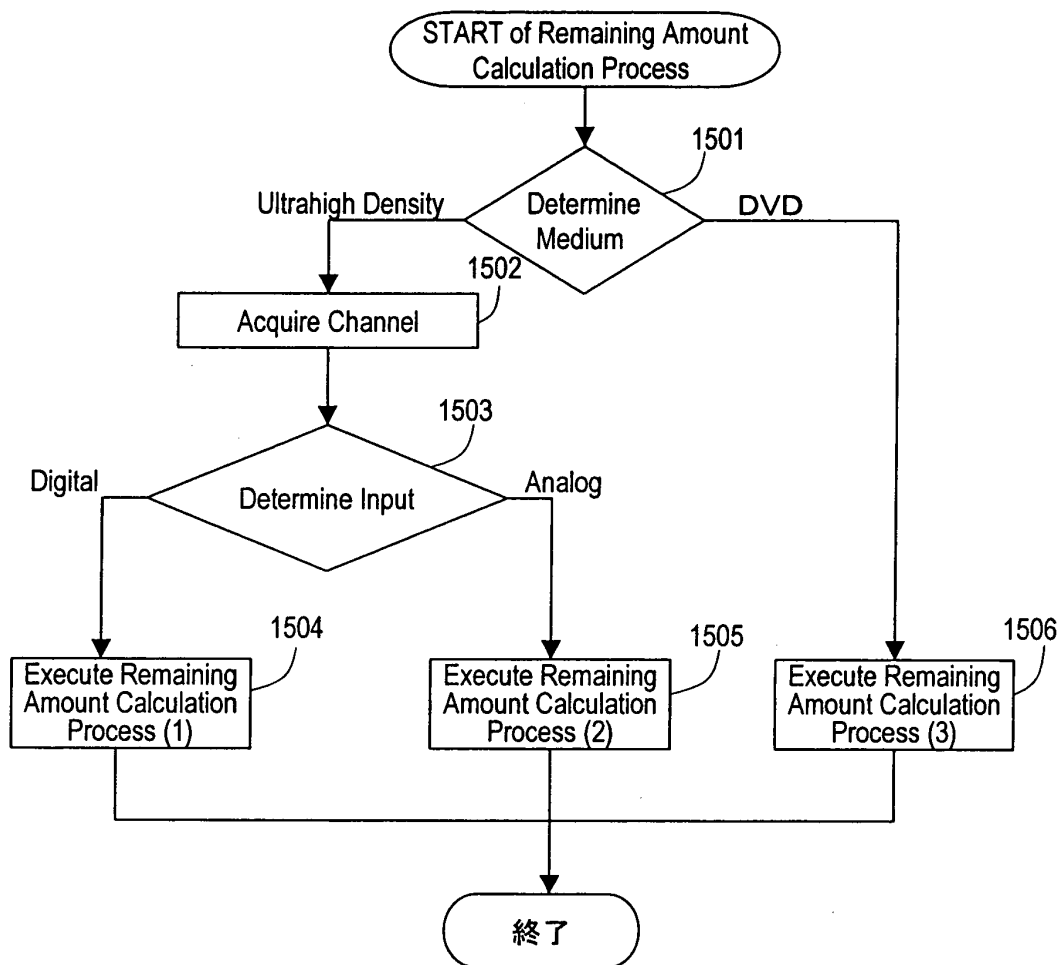 START of Remaining Amount
Calculation Process
1501
Ultrahigh Density
Determine
Medium
DVD
1502
Acquire Channel
1503
Digital
Determine Input
Analog
1504
1505
1506
Execute Remaining
Amount Calculation
Process (1)
Execute Remaining
Amount Calculation
Process (2)
Execute Remaining
Amount Calculation
Process (3)
終了